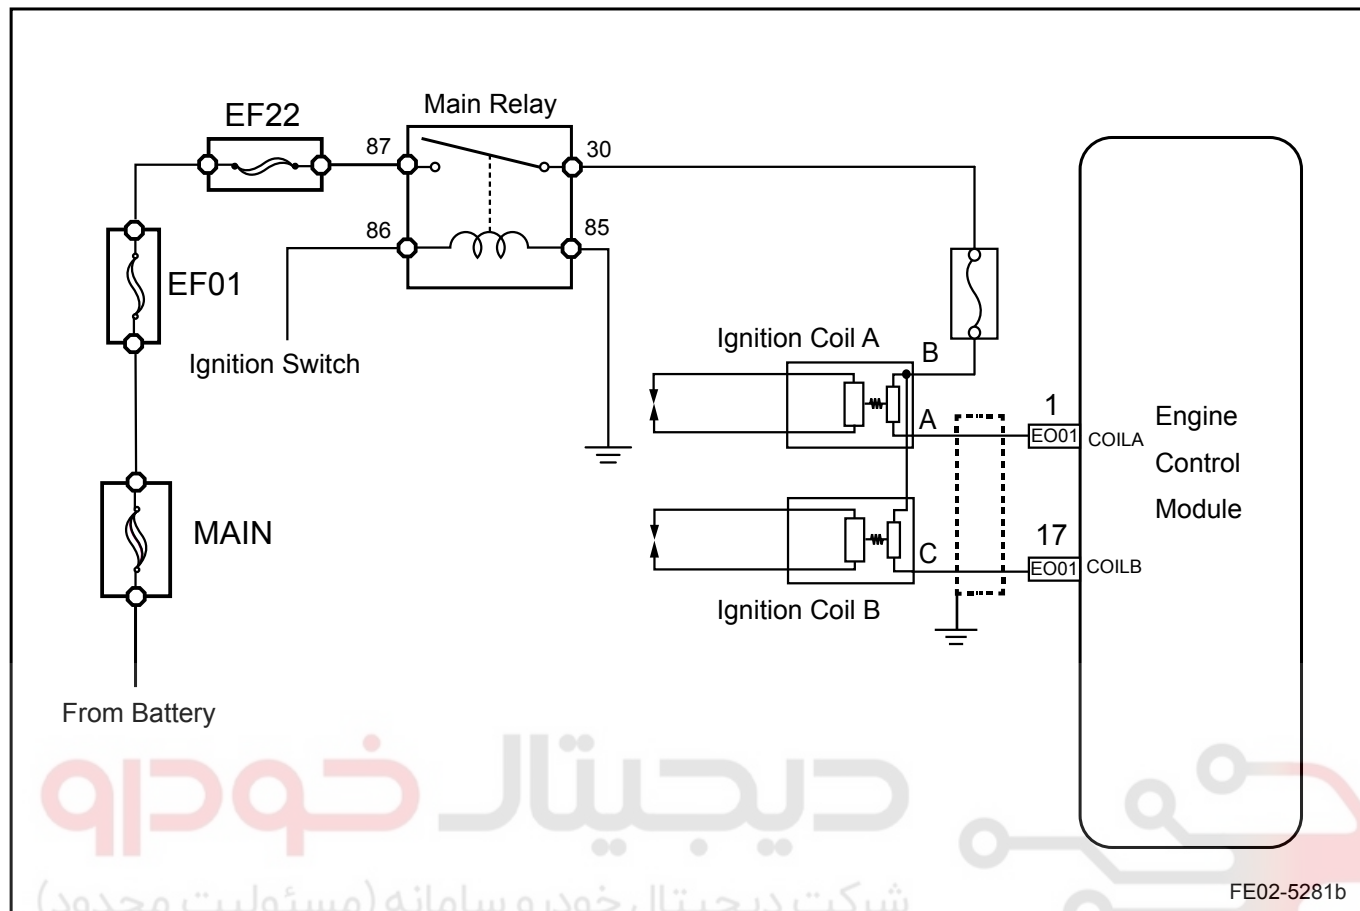 EF22
Main Relay
87
30
86
85
EF01
Ignition Switch
Ignition Coil A
B
A
1
EO01
COILA
Engine
Control
Module
MAIN
C
17
EO01
COILB
Ignition Coil B
From Battery
دیجیتال خودرو
شرکت دیجیتال خودرو سامانه (مسئولیت محدود)
FE02-5281b